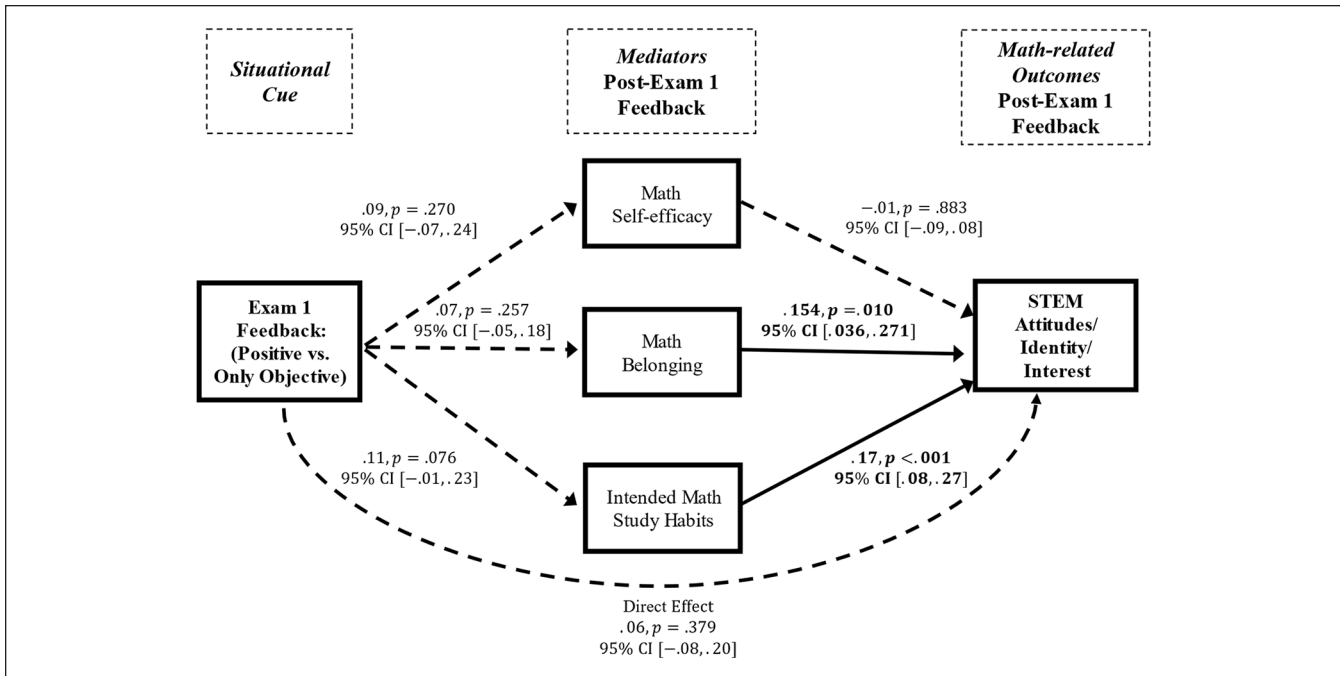 Situational
Cue
Mediators
Post-Exam 1
Feedback
Math-related
Outcomes
Post-Exam 1
Feedback
Math
Self-efficacy
.09, p = .270
95% CI [−.07, .24]
−.01, p = .883
95% CI [−.09, .08]
Exam 1
Feedback:
(Positive vs.
Only Objective)
.07, p = .257
95% CI [−.05, .18]
Math
Belonging
.154, p = .010
95% CI [.036, .271]
STEM
Attitudes/
Identity/
Interest
.11, p = .076
95% CI [−.01, .23]
Intended Math
Study Habits
.17, p <.001
95% CI [.08, .27]
Direct Effect
.06, p = .379
95% CI [−.08, .20]